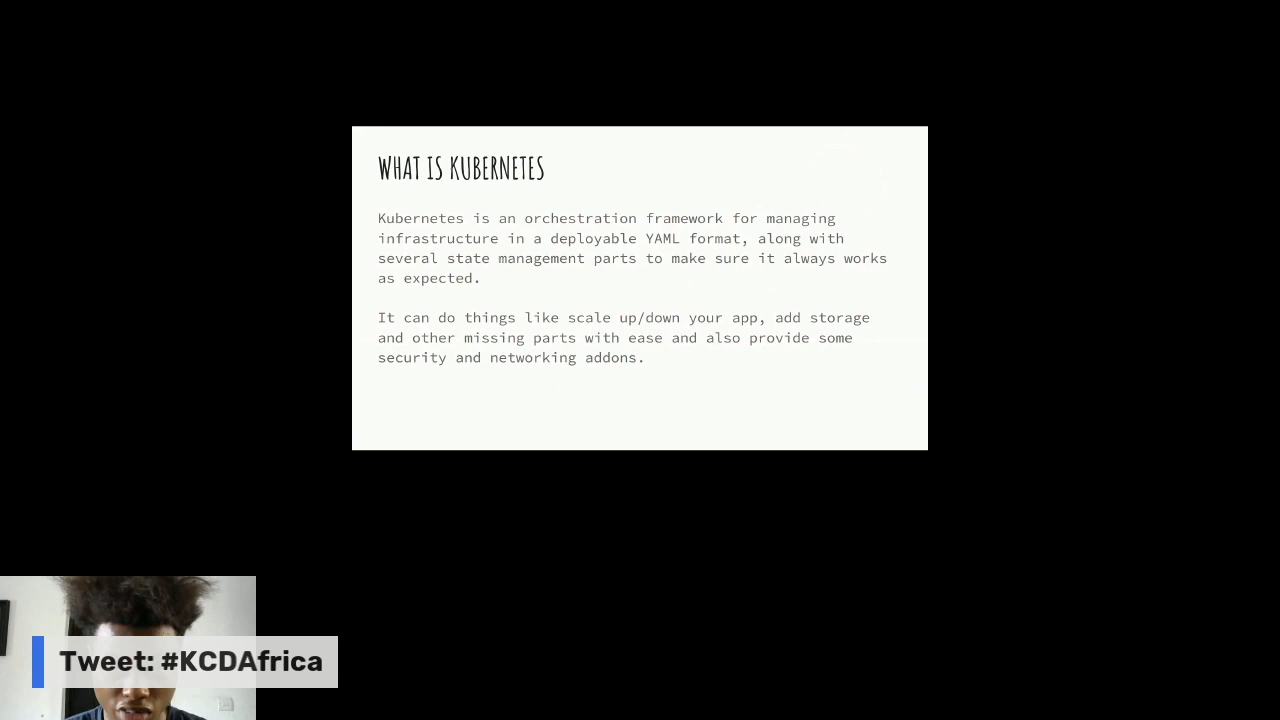 WHAT IS KUBERNETES
Kubernetes is an orchestration framework for managing
infrastructure in a deployable YAML format, along with
several state management parts to make sure it always works
as expected.
It can do things like scale up/down your app, add storage
and other missing parts with ease and also provide some
security and networking addons.
Tweet: #KCDAfrica